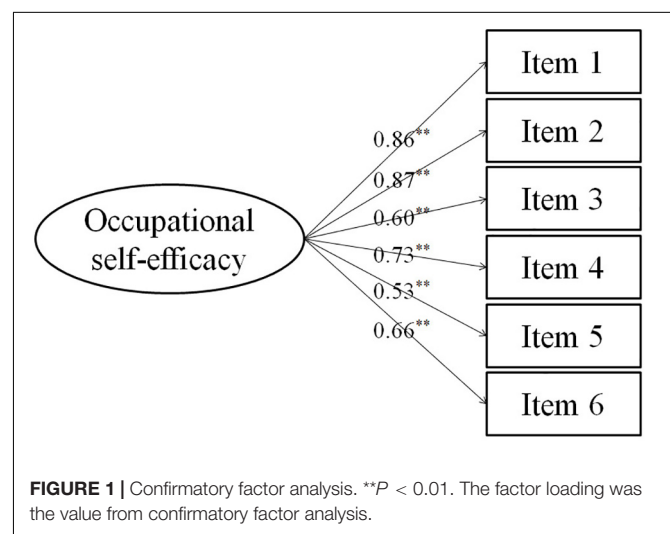 Item 1
Item 2
Item 3
Item 4
Item 5
Item 6
0.86**
0.87**
0.60**
0.73**
0.53**
0.66**
Occupational
self-efficacy
FIGURE 1 | Confirmatory factor analysis. **P < 0.01. The factor loading was
the value from confirmatory factor analysis.